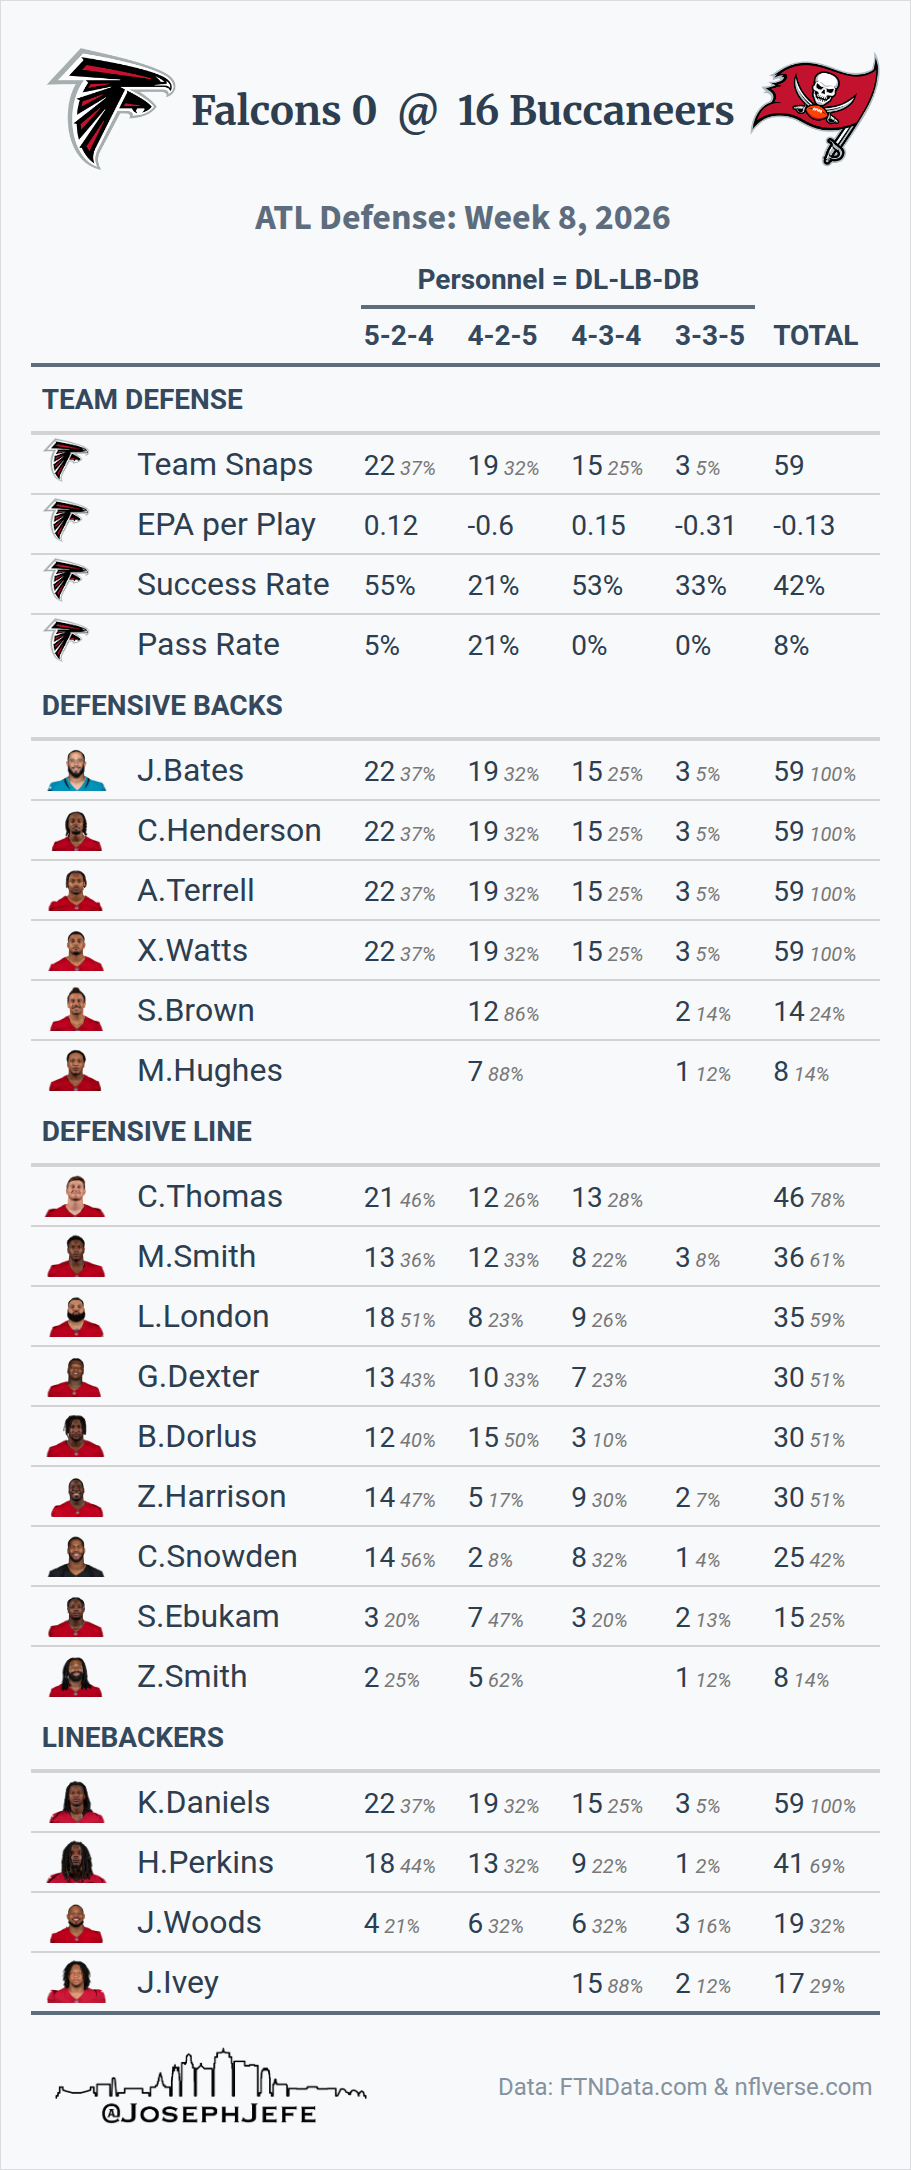 Falcons 0 @ 16 Buccaneers
ATL Defense: Week 8, 2026
Personnel = DL-LB-DB
5-2-4 4-2-5 4-3-4 3-3-5 TOTAL
TEAM DEFENSE
Team Snaps 22 37% 19 32% 15 25% 3 5% 59
EPA per Play 0.12 -0.6 0.15 -0.31 -0.13
Success Rate 55% 21% 53% 33% 42%
Pass Rate 5% 21% 0% 0% 8%
DEFENSIVE BACKS
J.Bates 22 37% 19 32% 15 25% 3 5% 59 100%
C.Henderson 22 37% 19 32% 15 25% 3 5% 59 100%
A.Terrell 22 37% 19 32% 15 25% 3 5% 59 100%
X.Watts 22 37% 19 32% 15 25% 3 5% 59 100%
S.Brown 12 86% 2 14% 14 24%
M.Hughes 7 88% 1 12% 8 14%
DEFENSIVE LINE
C.Thomas 21 46% 12 26% 13 28% 46 78%
M.Smith 13 36% 12 33% 8 22% 3 8% 36 61%
L.London 18 51% 8 23% 9 26% 35 59%
G.Dexter 13 43% 10 33% 7 23% 30 51%
B.Dorlus 12 40% 15 50% 3 10% 30 51%
Z.Harrison 14 47% 5 17% 9 30% 2 7% 30 51%
C.Snowden 14 56% 2 8% 8 32% 1 4% 25 42%
S.Ebukam 3 20% 7 47% 3 20% 2 13% 15 25%
Z.Smith 2 25% 5 62% 1 12% 8 14%
LINEBACKERS
K.Daniels 22 37% 19 32% 15 25% 3 5% 59 100%
H.Perkins 18 44% 13 32% 9 22% 1 2% 41 69%
J.Woods 4 21% 6 32% 6 32% 3 16% 19 32%
J.Ivey 15 88% 2 12% 17 29%
@JOSEPHJEFE
Data: FTNData.com & nflverse.com